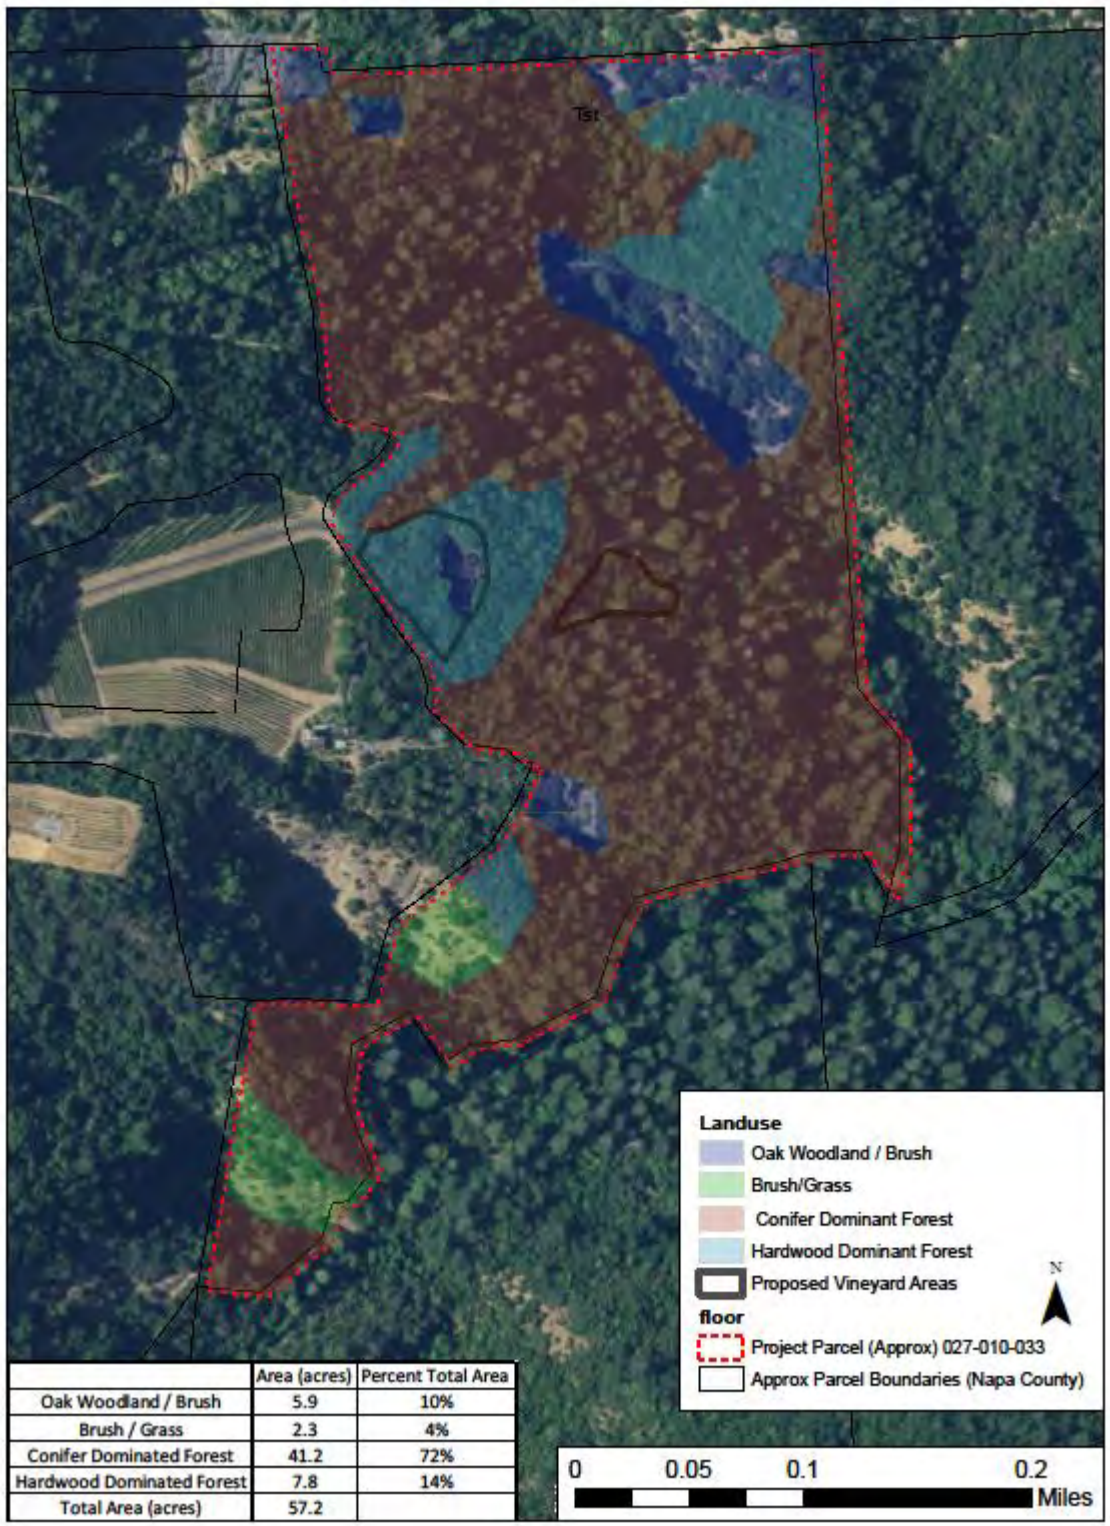 Tst
Landuse
Oak Woodland / Brush
Brush/Grass
Conifer Dominant Forest
Hardwood Dominant Forest
Proposed Vineyard Areas
N
floor
Project Parcel (Approx) 027-010-033
Approx Parcel Boundaries (Napa County)
Area (acres) Percent Total Area
Oak Woodland / Brush 5.9 10%
Brush / Grass 2.3 4%
Conifer Dominated Forest 41.2 72%
Hardwood Dominated Forest 7.8 14%
Total Area (acres) 57.2
0 0.05 0.1 0.2
Miles